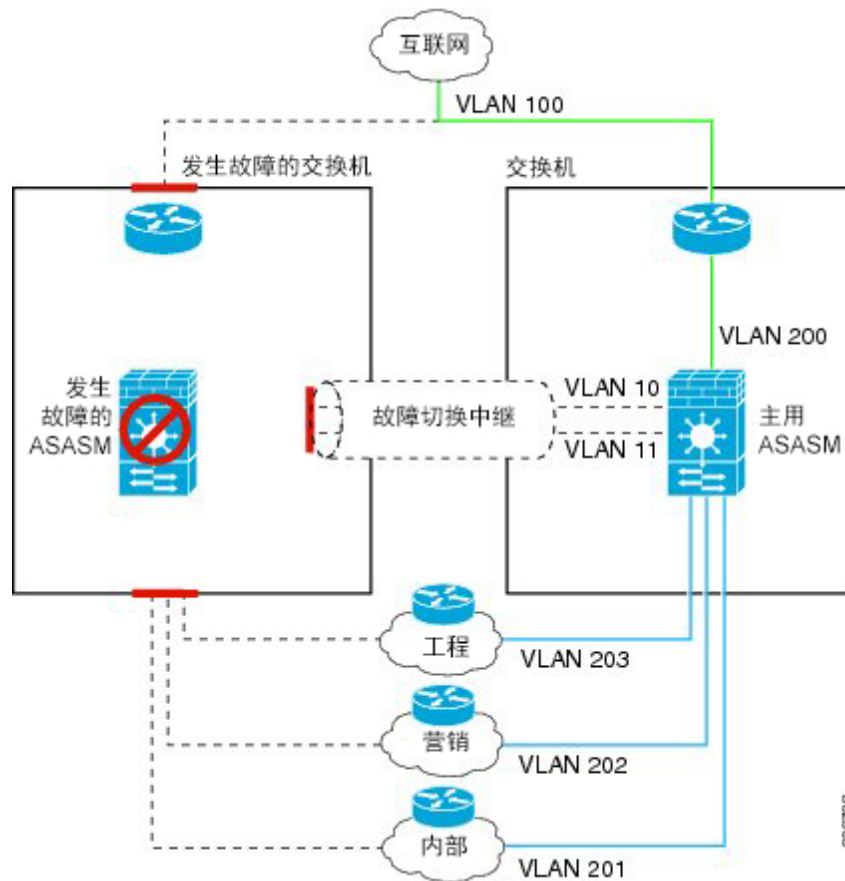 互联网
VLAN 100
发生故障的交换机
交换机
VLAN 200
发生
故障的
ASASM
故障切换中继
VLAN 10
VLAN 11
主用
ASASM
工程
VLAN 203
营销
VLAN 202
内部
VLAN 201